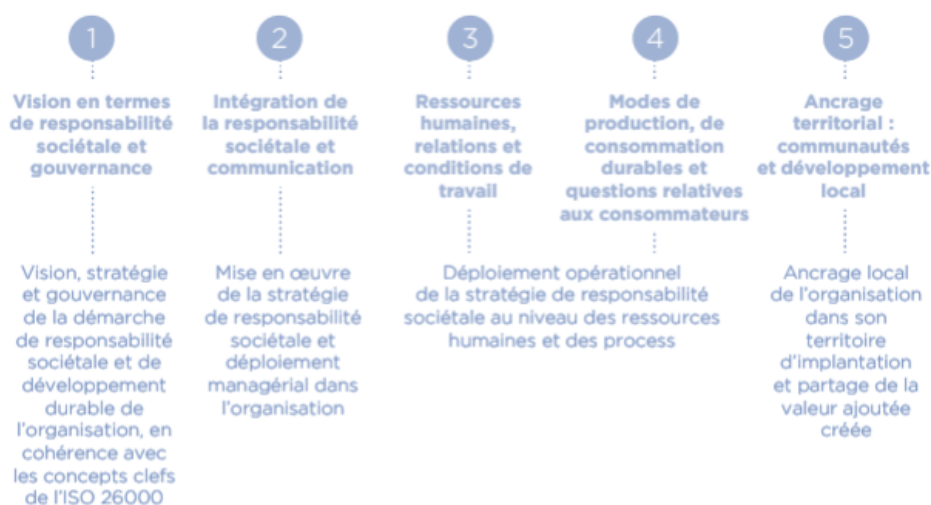 1
Vision en termes
de responsabilité
sociétale et
gouvernance
Vision, stratégie
et gouvernance
de la démarche
de responsabilité
sociétale et de
développement
durable de
l'organisation, en
cohérence avec
les concepts clefs
de l'ISO 26000
2
Intégration de
la responsabilité
sociétale et
communication
Mise en œuvre
de la stratégie
de responsabilité
sociétale et
déploiement
managérial dans
l'organisation
3
Ressources
humaines,
relations et
conditions de
travail
4
Modes de
production, de
consommation
durables et
questions relatives
aux consommateurs
Déploiement opérationnel
de la stratégie de responsabilité
sociétale au niveau des ressources
humaines et des process
5
Ancrage
territorial :
communautés
et développement
local
Ancrage local
de l'organisation
dans son
territoire
d'implantation
et partage de la
valeur ajoutée
créée